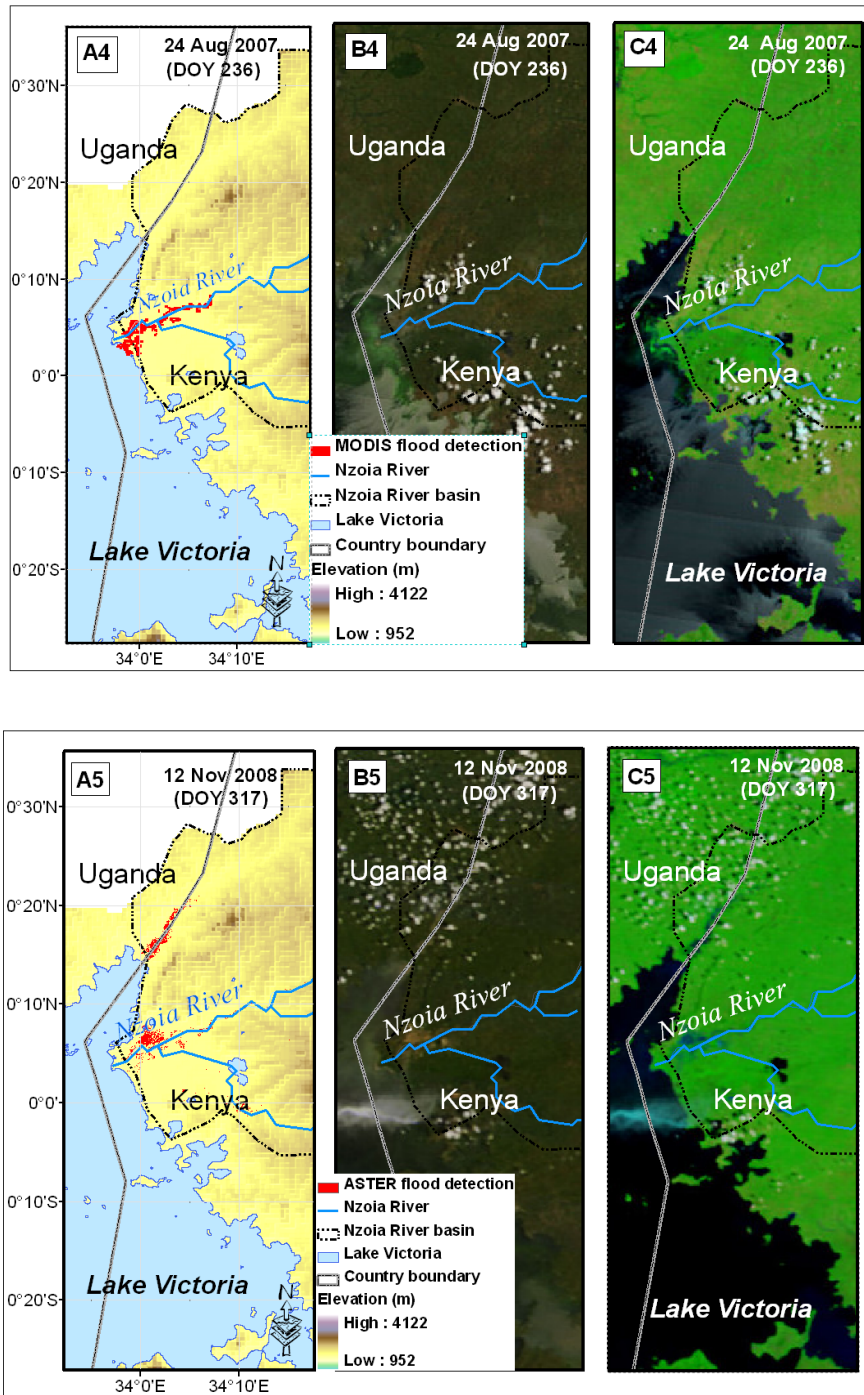 A4
24 Aug 2007
(DOY 236)
B4
24 Aug 2007
(DOY 236)
C4
24 Aug 2007
(DOY 236)
0°30'N
0°20'N
0°10'N
0°0'
0°10'S
0°20'S
Uganda
Nzoia River
Kenya
Lake Victoria
N
34°0'E
34°10'E
Uganda
Nzoia River
Kenya
Uganda
Nzoia River
Kenya
Lake Victoria
MODIS flood detection
Nzoia River
Nzoia River basin
Lake Victoria
Country boundary
Elevation (m)
High : 4122
Low : 952
A5
12 Nov 2008
(DOY 317)
B5
12 Nov 2008
(DOY 317)
C5
12 Nov 2008
(DOY 317)
0°30'N
0°20'N
0°10'N
0°0'
0°10'S
0°20'S
Uganda
Nzoia River
Kenya
Lake Victoria
N
34°0'E
34°10'E
Uganda
Nzoia River
Kenya
Uganda
Nzoia River
Kenya
Lake Victoria
ASTER flood detection
Nzoia River
Nzoia River basin
Lake Victoria
Country boundary
Elevation (m)
High : 4122
Low : 952